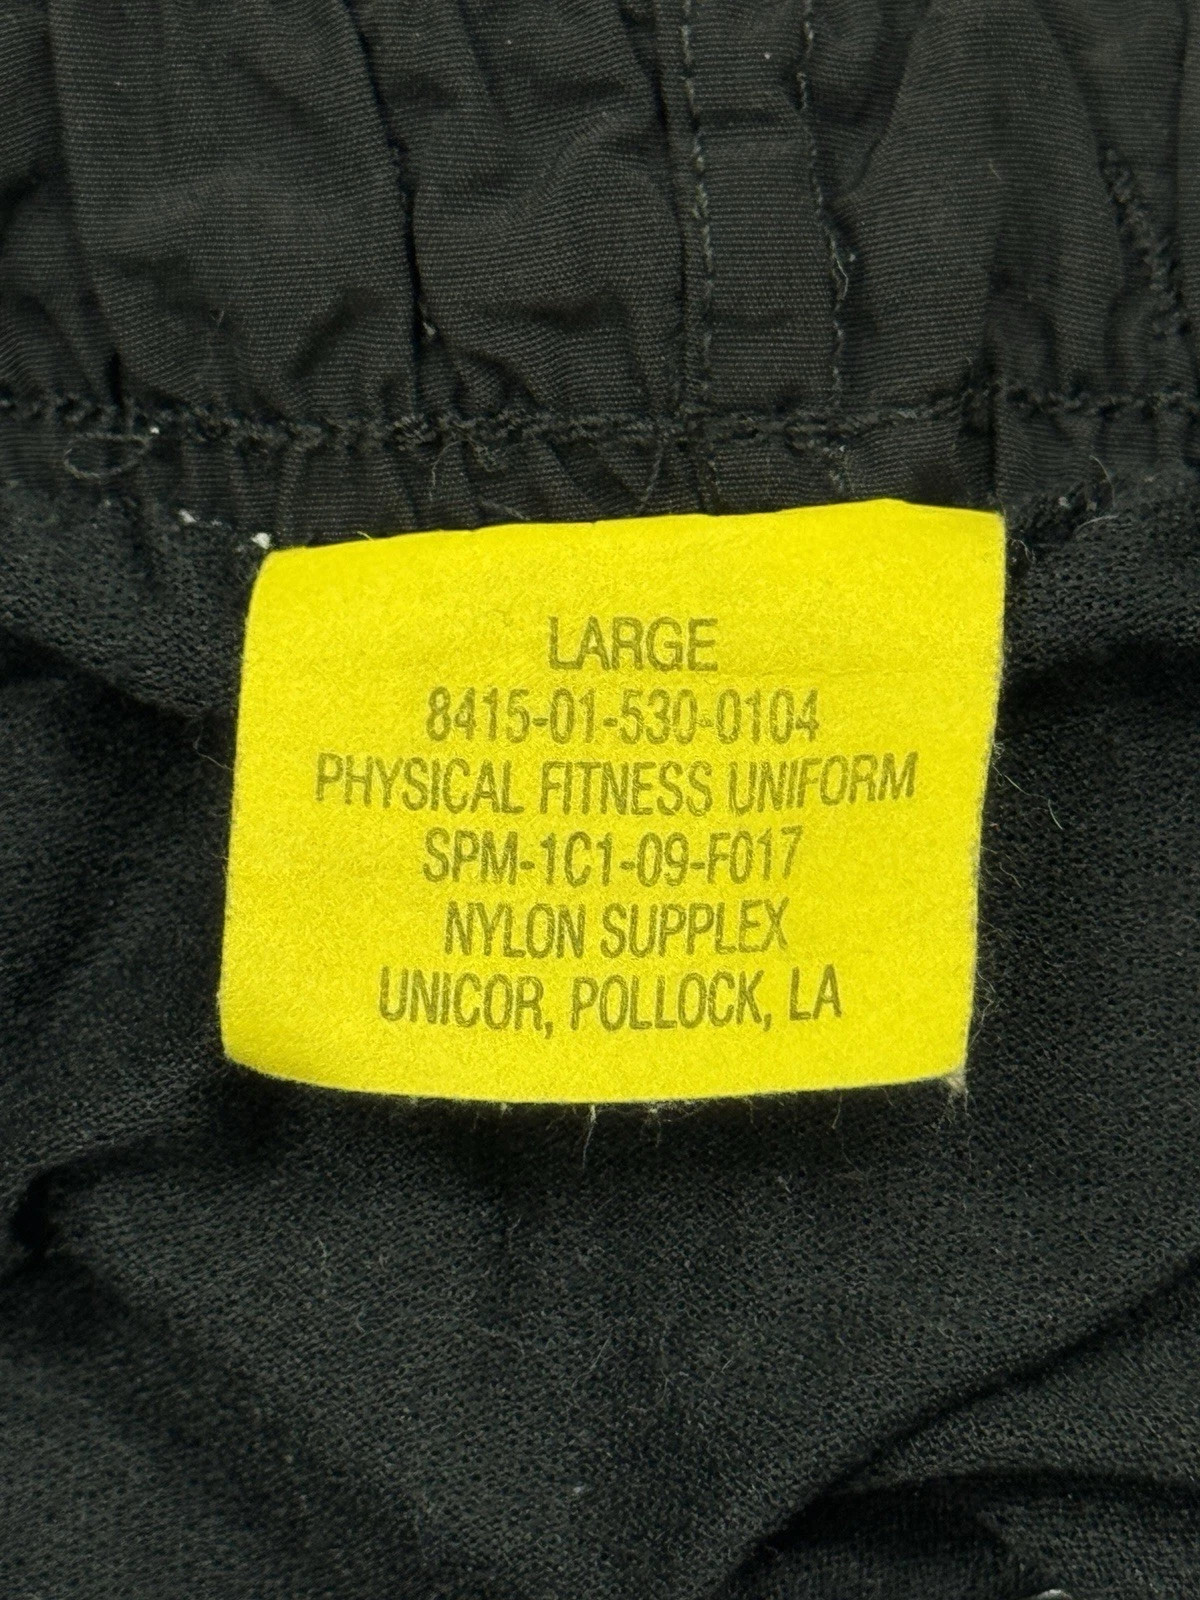 LARGE
8415-01-530-0104
PHYSICAL FITNESS UNIFORM
SPM-1C1-09-F017
NYLON SUPPLEX
UNICOR, POLLOCK, LA